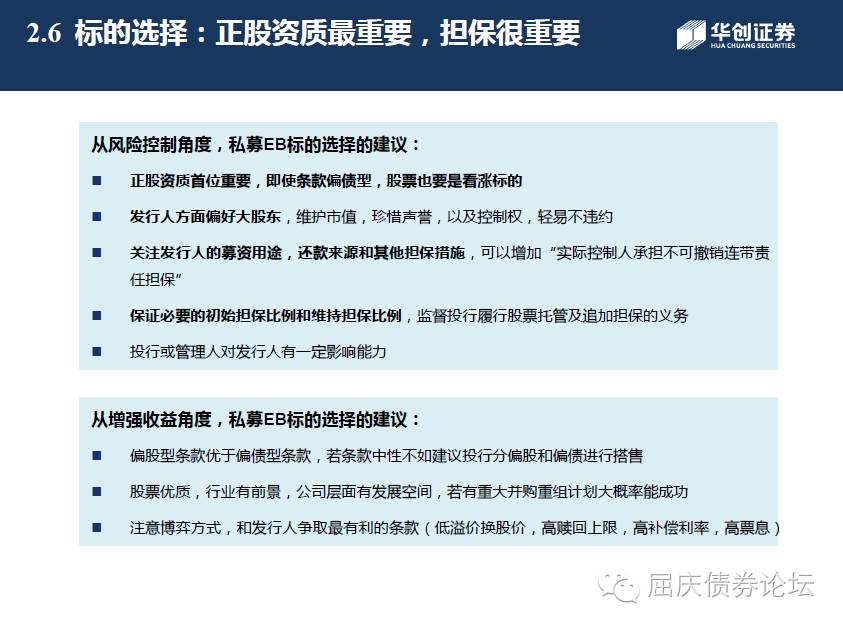 2.6 标的选择：正股资质最重要，担保很重要
华创证券
HUA CHUANG SECURITIES
从风险控制角度，私募EB标的选择的建议：
■ 正股资质首位重要，即使条款偏债型，股票也要是看涨标的
■ 发行人方面偏好大股东，维护市值，珍惜声誉，以及控制权，轻易不违约
■ 关注发行人的募资用途，还款来源和其他担保措施，可以增加“实际控制人承担不可撤销连带责
任担保”
■ 保证必要的初始担保比例和维持担保比例，监督投行履行股票托管及追加担保的义务
■ 投行或管理人对发行人有一定影响能力
从增强收益角度，私募EB标的选择的建议：
■ 偏股型条款优于偏债型条款，若条款中性不如建议投行分偏股和偏债进行搭售
■ 股票优质，行业有前景，公司层面有发展空间，若有重大并购重组计划大概率能成功
■ 注意博弈方式，和发行人争取最有利的条款（低溢价换股价，高赎回上限，高补偿利率，高票息）
屈庆债券论坛